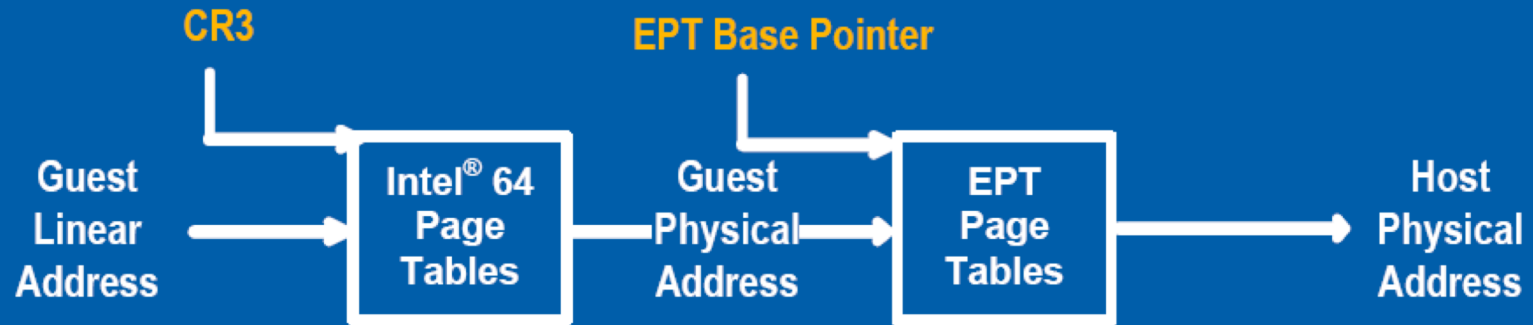 CR3
EPT Base Pointer
Guest
Linear
Address
Intel® 64
Page
Tables
Guest
Physical
Address
EPT
Page
Tables
Host
Physical
Address